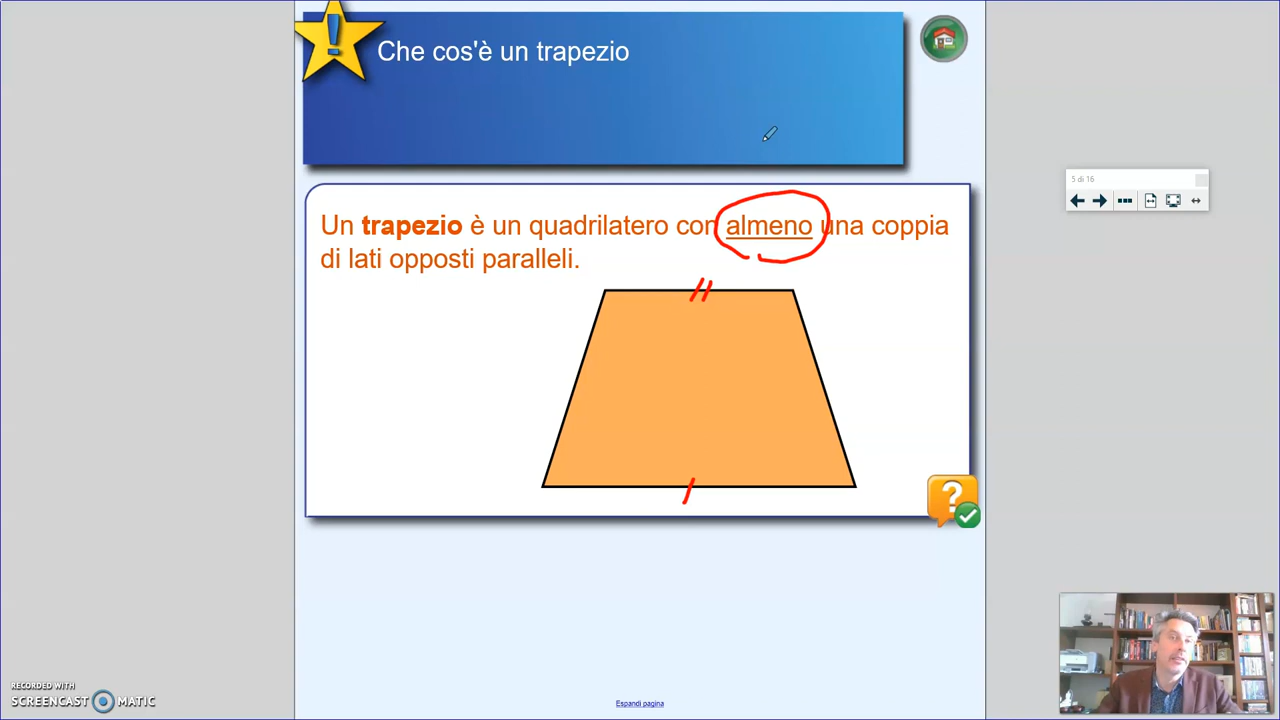 Che cos'è un trapezio
5 di 16
Un trapezio è un quadrilatero con almeno una coppia
di lati opposti paralleli.
RECORDED WITH
SCREENCAST MATIC
Espandi pagina